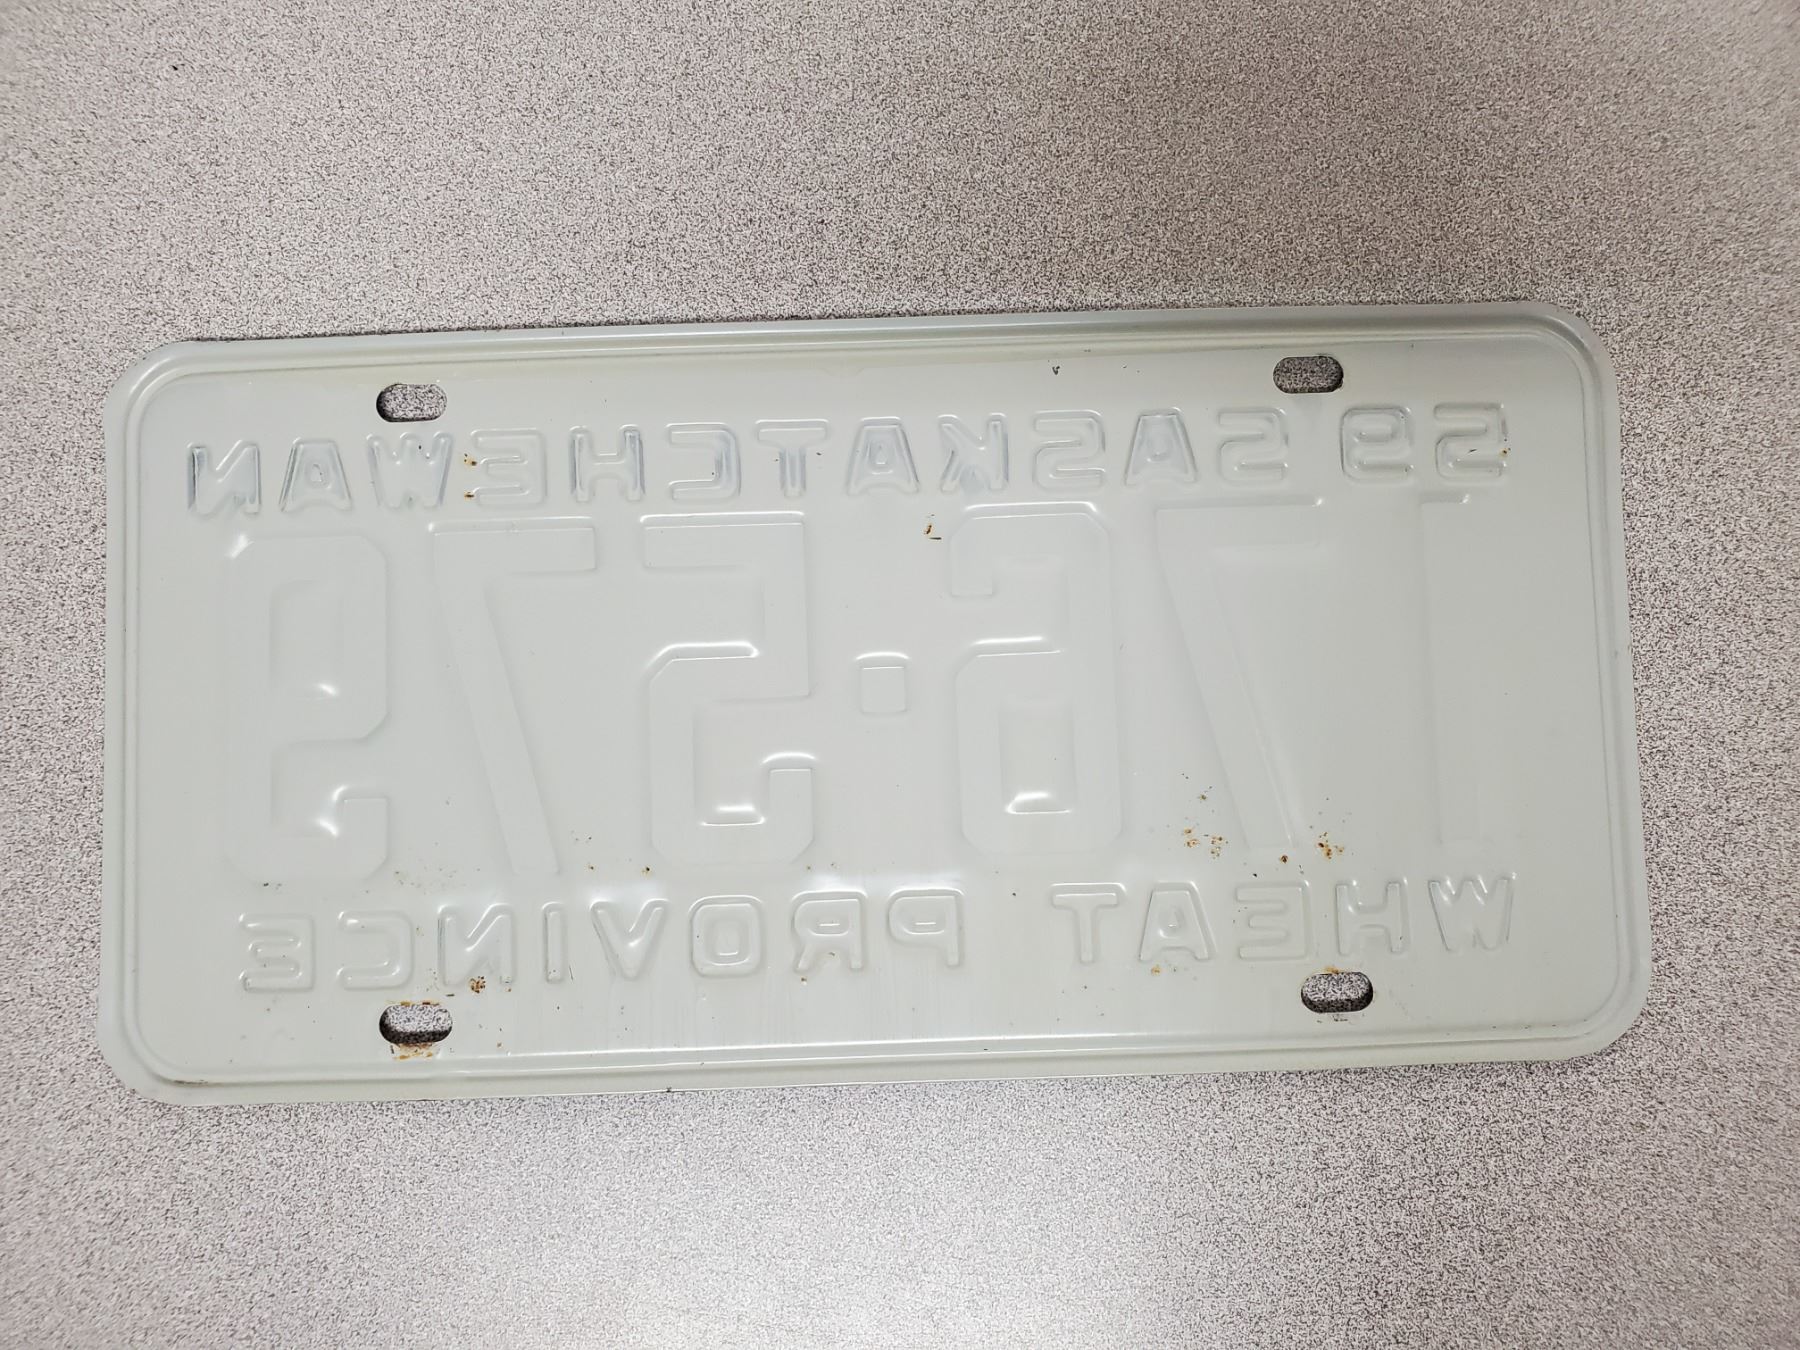 59 SASKATCHEWAN
176·579
WHEAT PROVINCE